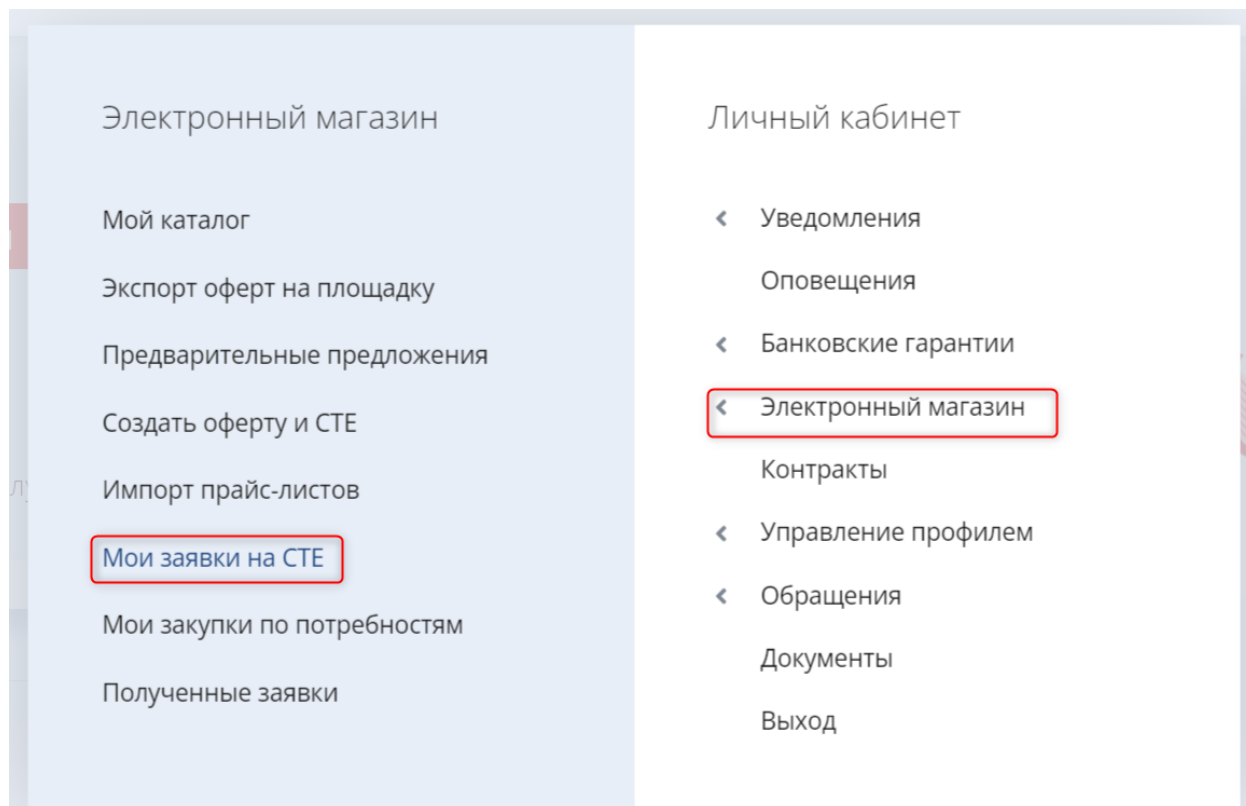 Электронный магазин
Мой каталог
Экспорт оферт на площадку
Предварительные предложения
Создать оферту и СТЕ
Импорт прайс-листов
Мои заявки на СТЕ
Мои закупки по потребностям
Полученные заявки
Личный кабинет
Уведомления
Оповещения
Банковские гарантии
Электронный магазин
Контракты
Управление профилем
Обращения
Документы
Выход